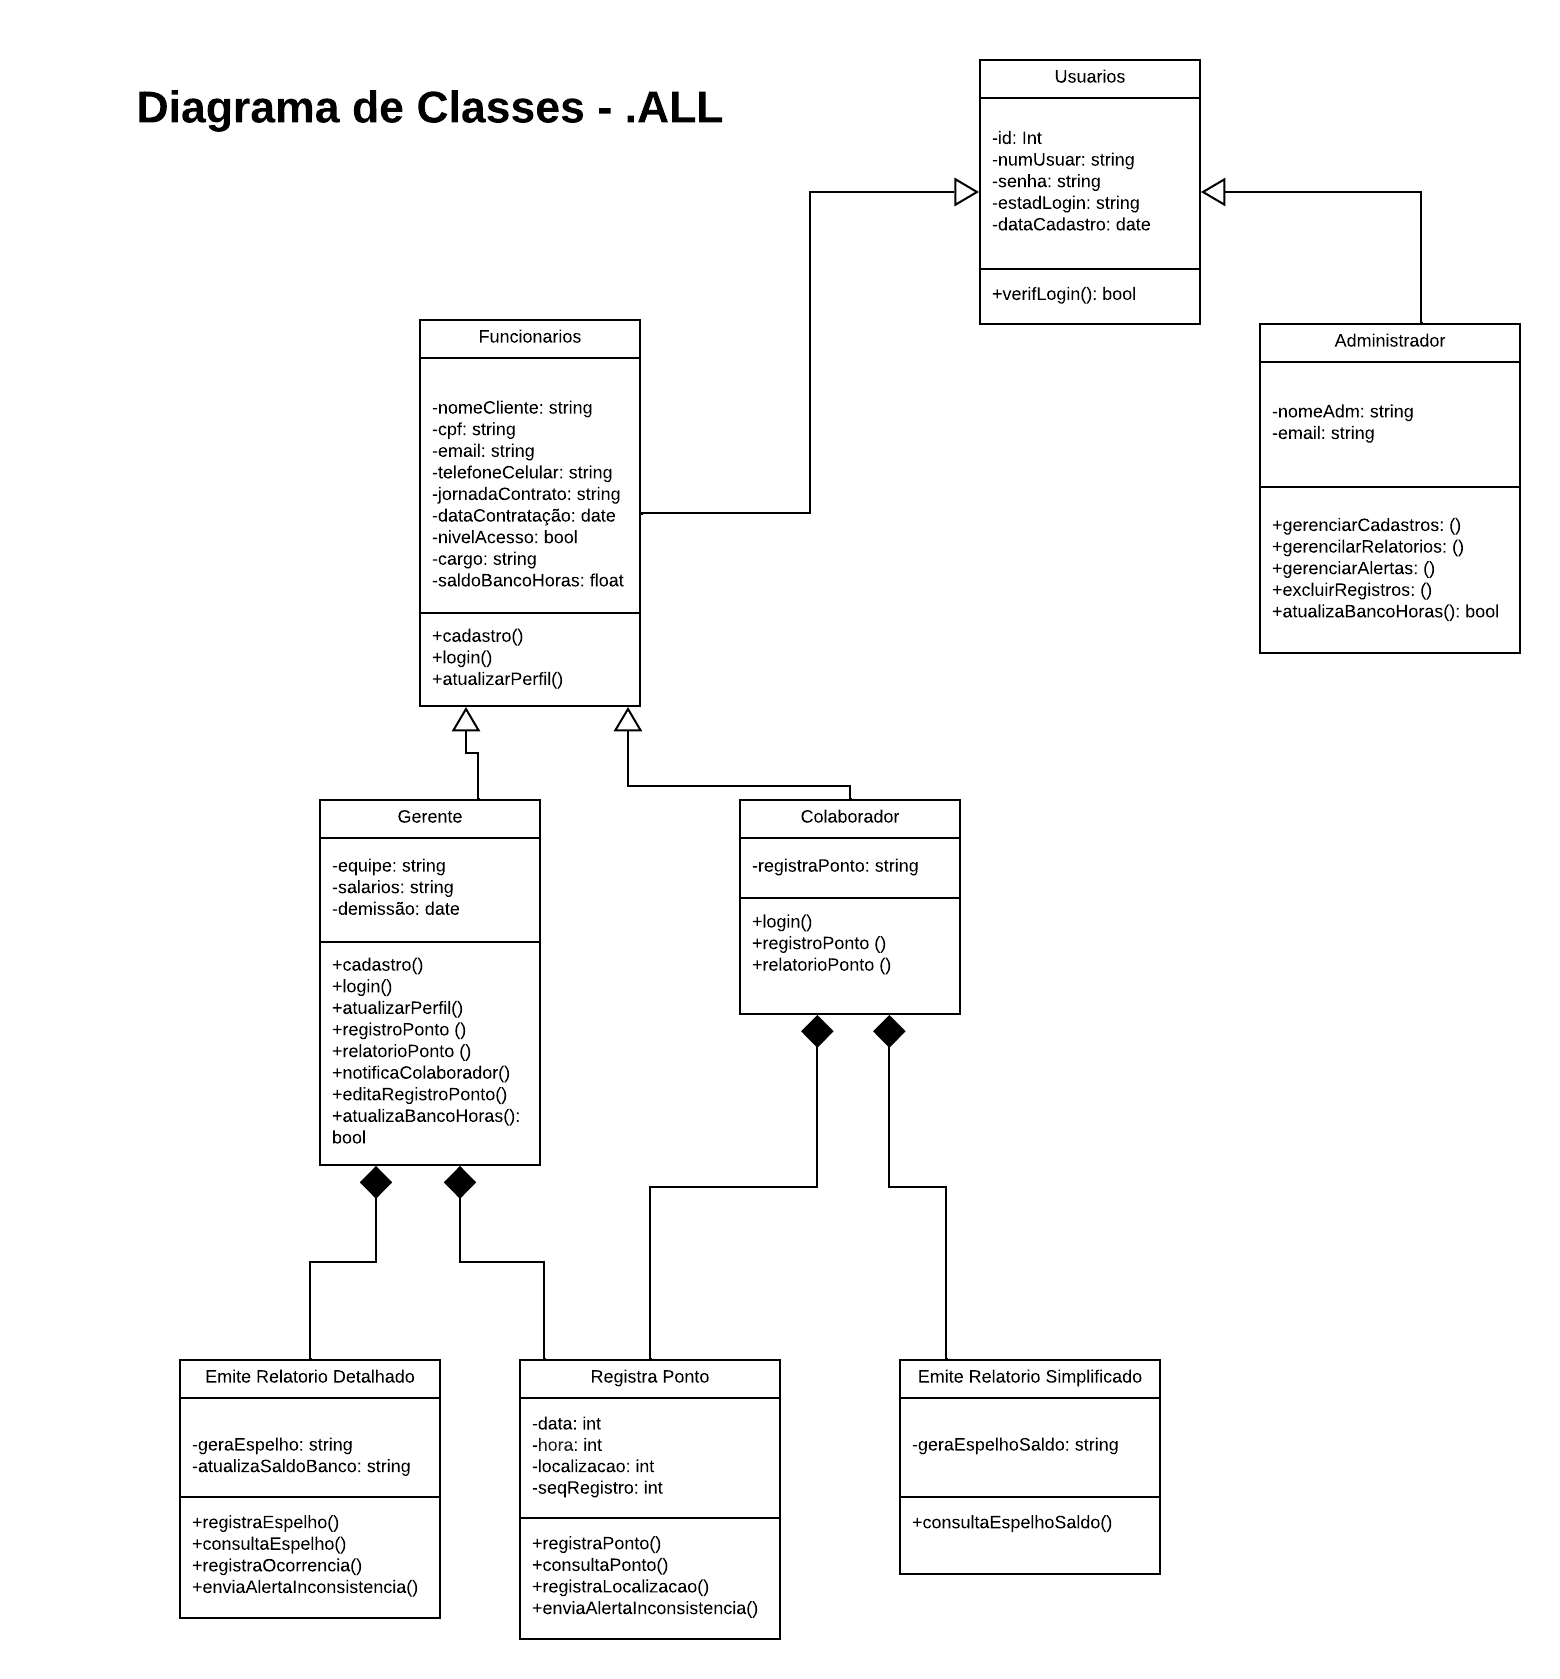 Diagrama de Classes - .ALL
Usuarios
-id: Int
-numUsuar: string
-senha: string
-estadLogin: string
-dataCadastro: date
+verifLogin(): bool
Funcionarios
-nomeCliente: string
-cpf: string
-email: string
-telefoneCelular: string
-jornadaContrato: string
-dataContratação: date
-nivelAcesso: bool
-cargo: string
-saldoBancoHoras: float
+cadastro()
+login()
+atualizarPerfil()
Administrador
-nomeAdm: string
-email: string
+gerenciarCadastros: ()
+gerencilarRelatorios: ()
+gerenciarAlertas: ()
+excluirRegistros: ()
+atualizaBancoHoras(): bool
Gerente
-equipe: string
-salarios: string
-demissão: date
+cadastro()
+login()
+atualizarPerfil()
+registroPonto ()
+relatorioPonto ()
+notificaColaborador()
+editaRegistroPonto()
+atualizaBancoHoras():
bool
Colaborador
-registraPonto: string
+login()
+registroPonto ()
+relatorioPonto ()
Emite Relatorio Detalhado
-geraEspelho: string
-atualizaSaldoBanco: string
+registraEspelho()
+consultaEspelho()
+registraOcorrencia()
+enviaAlertaInconsistencia()
Registra Ponto
-data: int
-hora: int
-localizacao: int
-seqRegistro: int
+registraPonto()
+consultaPonto()
+registraLocalizacao()
+enviaAlertaInconsistencia()
Emite Relatorio Simplificado
-geraEspelhoSaldo: string
+consultaEspelhoSaldo()